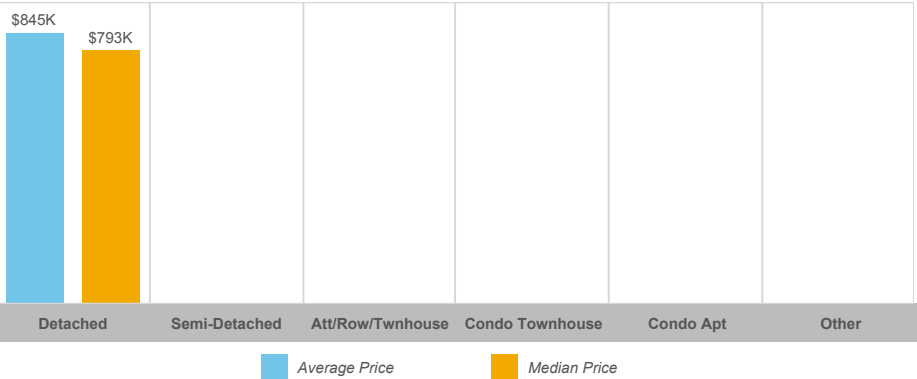 $845K
$793K
Detached Semi-Detached Att/Row/Twnhouse Condo Townhouse Condo Apt Other
Average Price Median Price